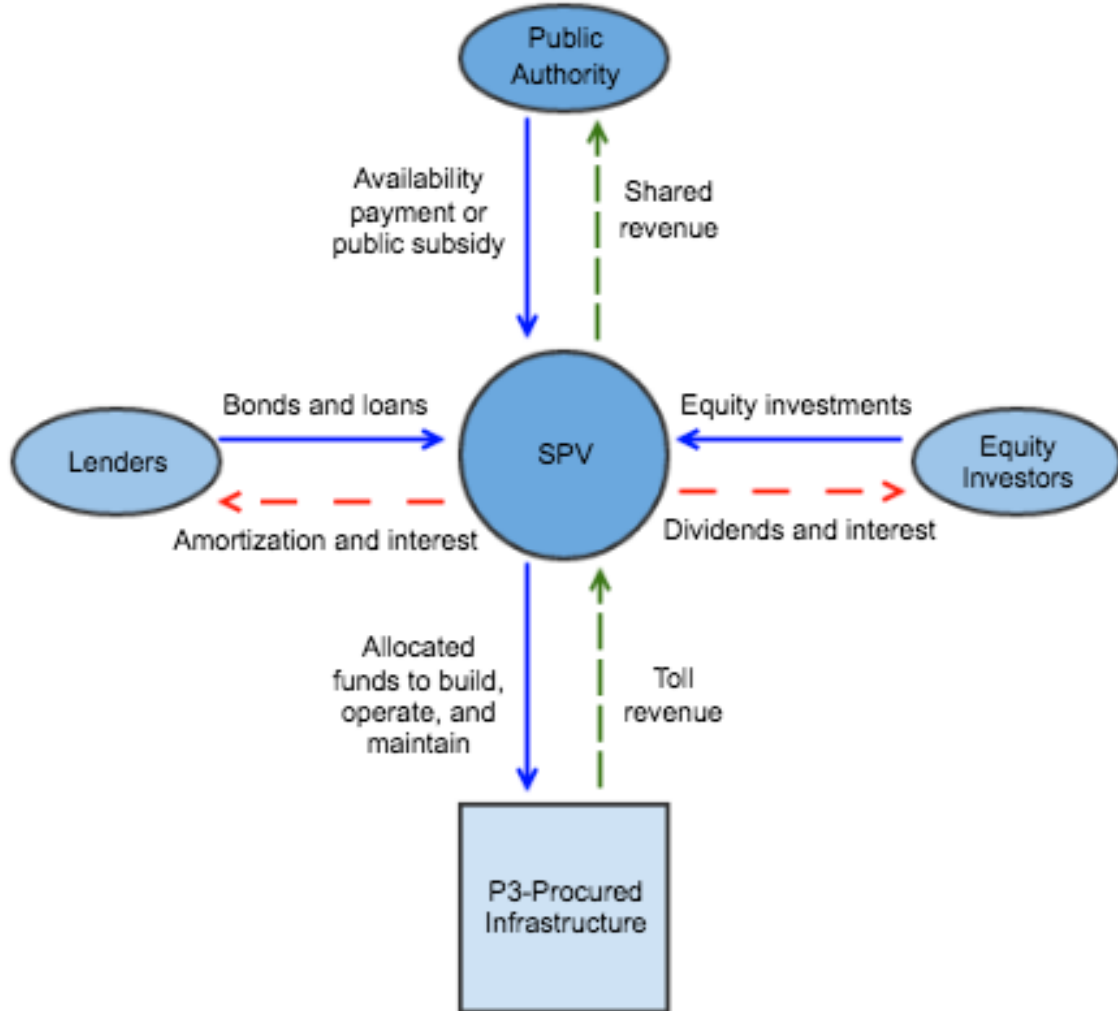 Public
Authority
Availability
payment or
public subsidy
Shared
revenue
Bonds and loans
Equity investments
Lenders
SPV
Equity
Investors
Amortization and interest
Dividends and interest
Allocated
funds to build,
operate, and
maintain
Toll
revenue
P3-Procured
Infrastructure